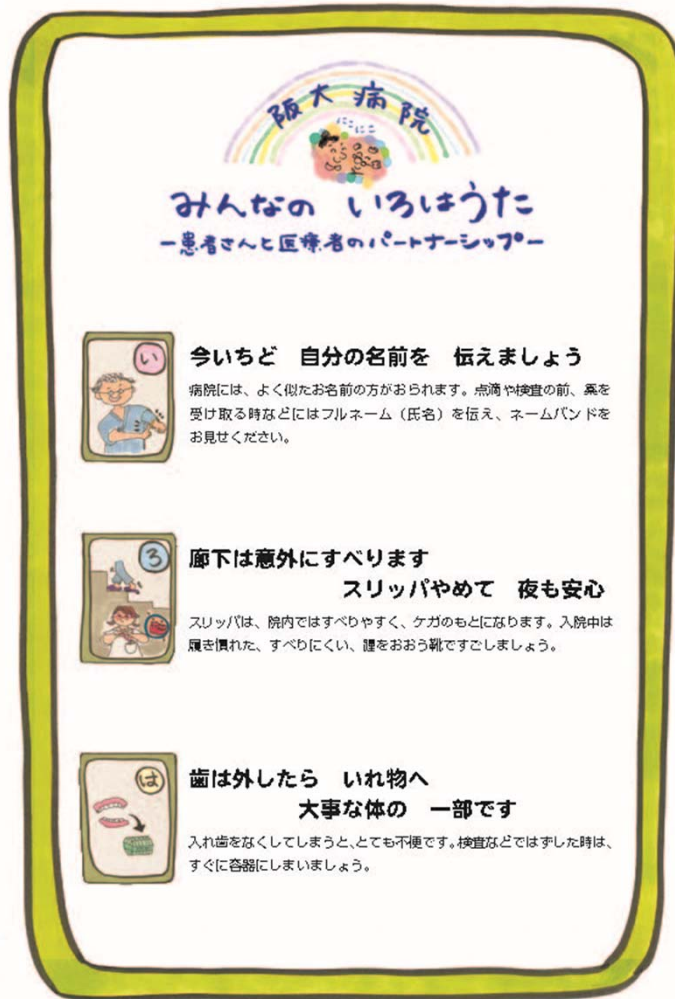 阪大病院
にこにこ
みんなの いろはうた
ー患者さんと医療者のパートナーシップー
い
今いちど 自分の名前を 伝えましょう
病院には、よく似たお名前の方がおられます。点滴や検査の前、薬を
受け取る時などにはフルネーム（氏名）を伝え、ネームバンドを
お見せください。
ろ
廊下は意外にすべります
スリッパやめて 夜も安心
スリッパは、院内ではすべりやすく、ケガのもとになります。入院中は
履き慣れた、すべりにくい、踵をおおう靴ですごしましょう。
は
歯は外したら いれ物へ
大事な体の 一部です
入れ歯をなくしてしまうと、とても不便です。検査などではずした時は、
すぐに容器にしまいましょう。